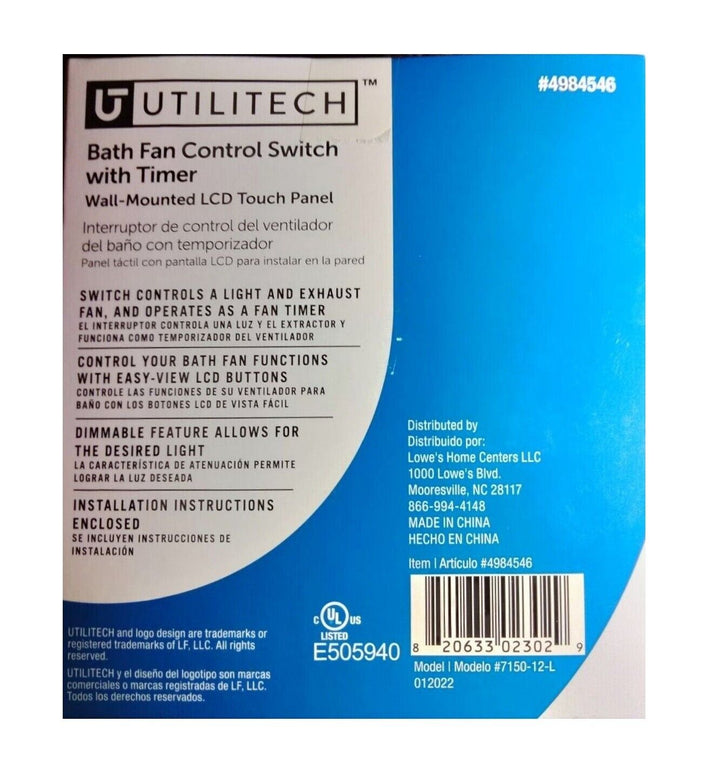 UTILITECH™
#4984546
Bath Fan Control Switch
with Timer
Wall-Mounted LCD Touch Panel
Interruptor de control del ventilador
del baño con temporizador
Panel táctil con pantalla LCD para instalar en la pared
SWITCH CONTROLS A LIGHT AND EXHAUST
FAN, AND OPERATES AS A FAN TIMER
EL INTERRUPTOR CONTROLA UNA LUZ Y EL EXTRACTOR Y
FUNCIONA COMO TEMPORIZADOR DEL VENTILADOR
CONTROL YOUR BATH FAN FUNCTIONS
WITH EASY-VIEW LCD BUTTONS
CONTROLE LAS FUNCIONES DE SU VENTILADOR PARA
BAÑO CON LOS BOTONES LCD DE VISTA FÁCIL
DIMMABLE FEATURE ALLOWS FOR
THE DESIRED LIGHT
LA CARACTERÍSTICA DE ATENUACIÓN PERMITE
LOGRAR LA LUZ DESEADA
INSTALLATION INSTRUCTIONS
ENCLOSED
SE INCLUYEN INSTRUCCIONES DE
INSTALACIÓN
UTILITECH and logo design are trademarks or
registered trademarks of LF, LLC. All rights
reserved.
UTILITECH y el diseño del logotipo son marcas
comerciales o marcas registradas de LF, LLC.
Todos los derechos reservados.
C UL US
LISTED
E505940
Distributed by
Distribuido por:
Lowe's Home Centers LLC
1000 Lowe's Blvd.
Mooresville, NC 28117
866-994-4148
MADE IN CHINA
HECHO EN CHINA
Item | Artículo #4984546
8 20633 02302 9
Model | Modelo #7150-12-L
012022